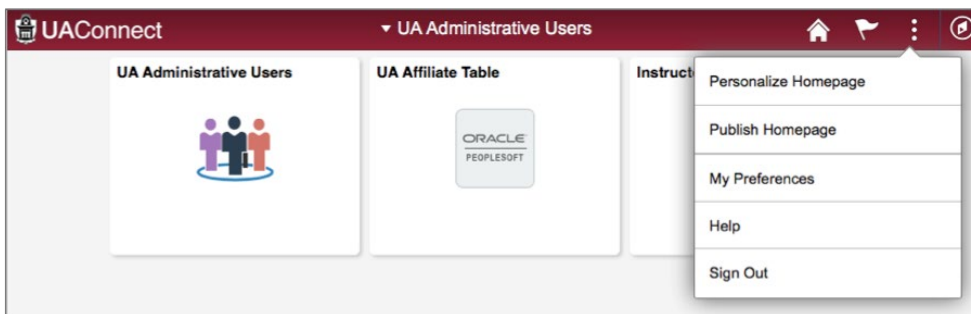 UAConnect
UA Administrative Users
UA Administrative Users
UA Affiliate Table
ORACLE
PEOPLESOFT
Personalize Homepage
Publish Homepage
My Preferences
Help
Sign Out